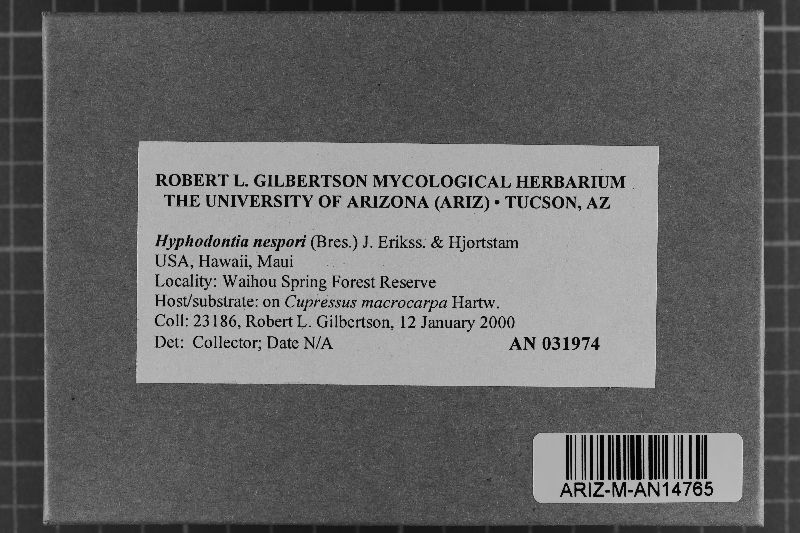 ROBERT L. GILBERTSON MYCOLOGICAL HERBARIUM
THE UNIVERSITY OF ARIZONA (ARIZ) • TUCSON, AZ
Hyphodontia nespori (Bres.) J. Erikss. & Hjortstam
USA, Hawaii, Maui
Locality: Waihou Spring Forest Reserve
Host/substrate: on Cupressus macrocarpa Hartw.
Coll: 23186, Robert L. Gilbertson, 12 January 2000
Det: Collector; Date N/A AN 031974
ARIZ-M-AN14765